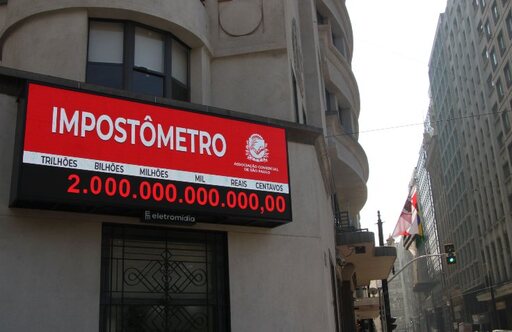 IMPOSTÔMETRO
ASSOCIAÇÃO COMERCIAL
DE SÃO PAULO
TRILHÕES BILHÕES MILHÕES MIL REAIS CENTAVOS
2.000.000.000.000,00
eletromidia